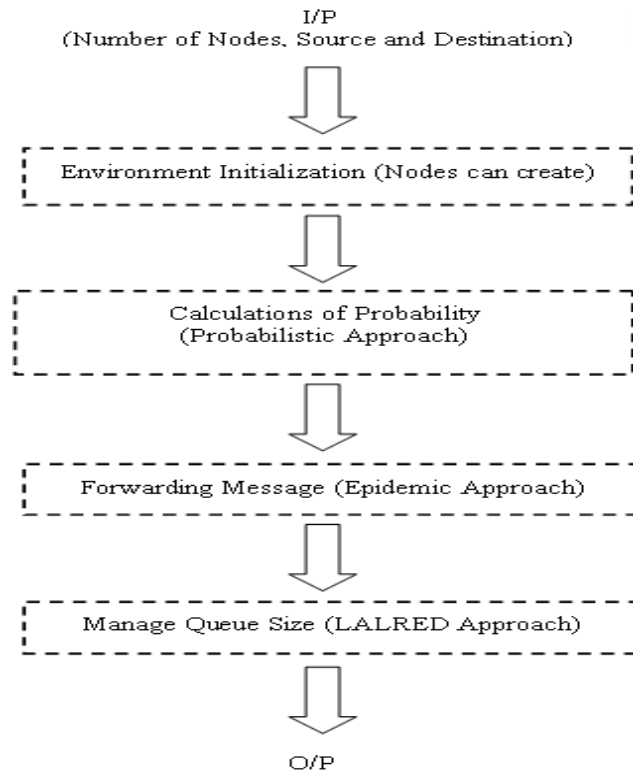 I/P
(Number of Nodes, Source and Destination)
Environment Initialization (Nodes can create)
Calculations of Probability
(Probabilistic Approach)
Forwarding Message (Epidemic Approach)
Manage Queue Size (LALRED Approach)
O/P